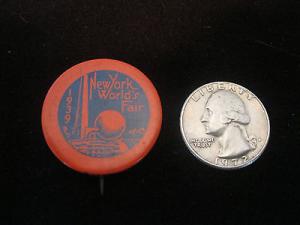 1939
New York
World's
Fair
LIBERTY
IN GOD WE
TRUST
1972